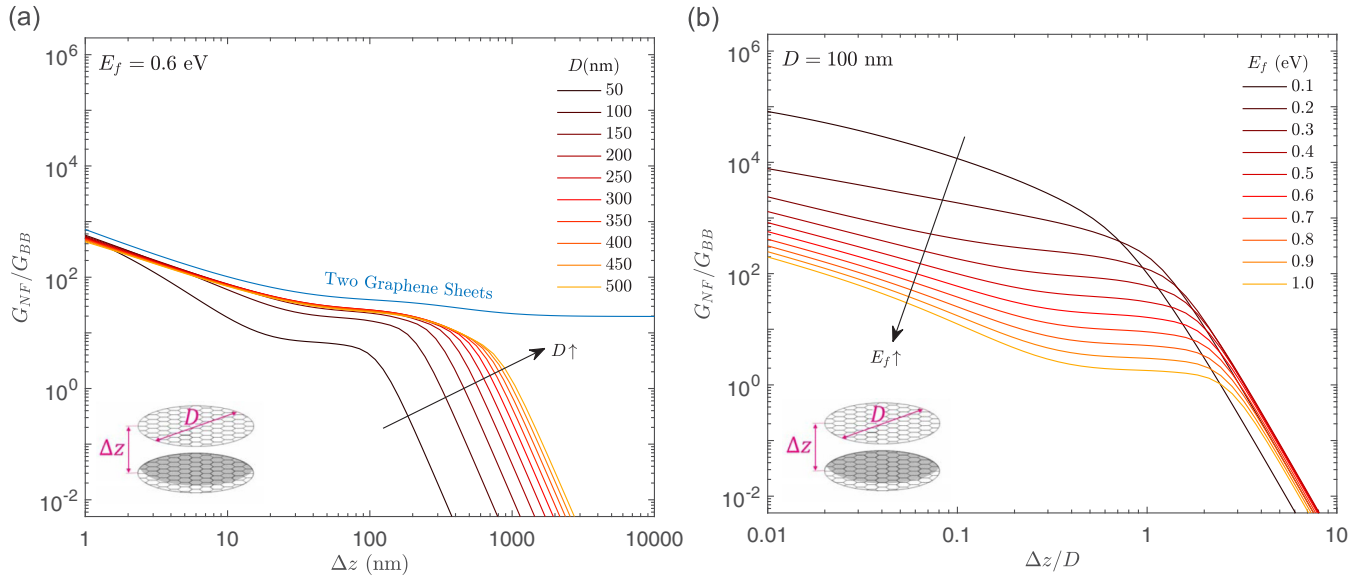 (a)
E_f = 0.6 eV
D(nm)
50
100
150
200
250
300
350
400
450
500
10^6
10^4
10^2
10^0
10^-2
G_NF/G_BB
Two Graphene Sheets
D↑
D
Δz
1
10
100
1000
10000
Δz (nm)
(b)
D = 100 nm
E_f (eV)
0.1
0.2
0.3
0.4
0.5
0.6
0.7
0.8
0.9
1.0
10^6
10^4
10^2
10^0
10^-2
G_NF/G_BB
E_f↑
D
Δz
0.01
0.1
1
10
Δz/D